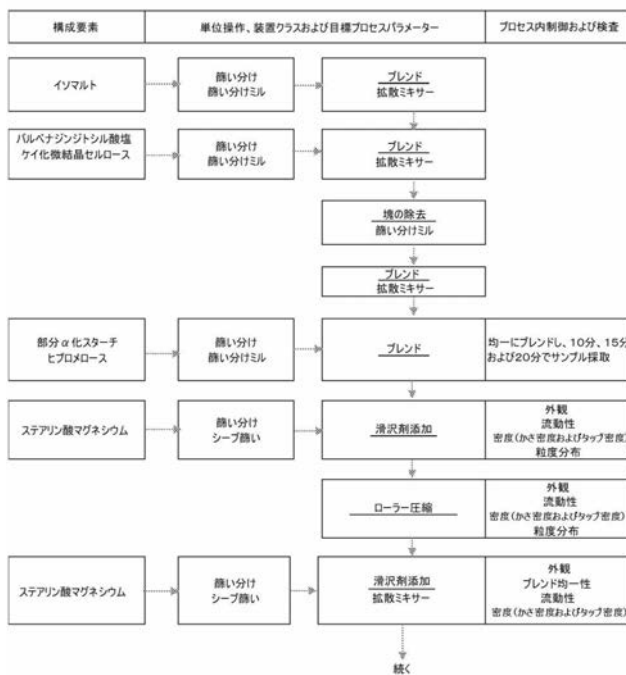 構成要素
単位操作、装置クラスおよび目標プロセスパラメーター
プロセス内制御および検査
イソマルト
篩い分け
篩い分けミル
ブレンド
拡散ミキサー
バルベナジンジトシル酸塩
ケイ化微結晶セルロース
篩い分け
篩い分けミル
ブレンド
拡散ミキサー
塊の除去
篩い分けミル
ブレンド
拡散ミキサー
部分α化スターチ
ヒプロメロース
篩い分け
篩い分けミル
ブレンド
均一にブレンドし、10分、15分
および20分でサンプル採取
ステアリン酸マグネシウム
篩い分け
シーブ篩い
滑沢剤添加
外観
流動性
密度(かさ密度およびタップ密度)
粒度分布
ローラー圧縮
外観
流動性
密度(かさ密度およびタップ密度)
粒度分布
ステアリン酸マグネシウム
篩い分け
シーブ篩い
滑沢剤添加
拡散ミキサー
外観
ブレンド均一性
流動性
密度(かさ密度およびタップ密度)
続く